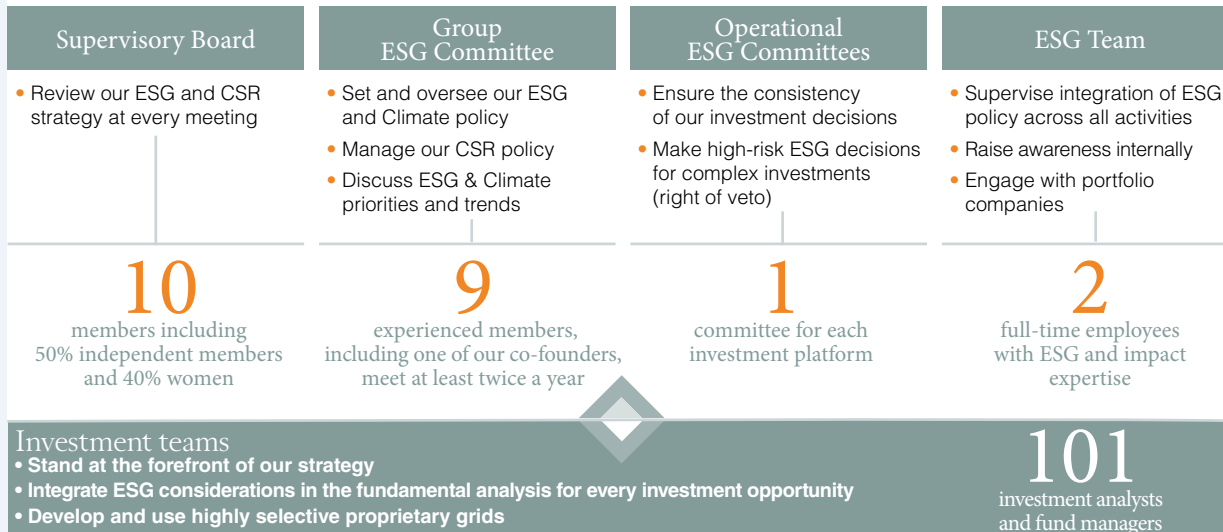 Supervisory Board
• Review our ESG and CSR
strategy at every meeting
10
members including
50% independent members
and 40% women
Group
ESG Committee
• Set and oversee our ESG
and Climate policy
• Manage our CSR policy
• Discuss ESG & Climate
priorities and trends
9
experienced members,
including one of our co-founders,
meet at least twice a year
Operational
ESG Committees
• Ensure the consistency
of our investment decisions
• Make high-risk ESG decisions
for complex investments
(right of veto)
1
committee for each
investment platform
ESG Team
• Supervise integration of ESG
policy across all activities
• Raise awareness internally
• Engage with portfolio
companies
2
full-time employees
with ESG and impact
expertise
Investment teams
• Stand at the forefront of our strategy
• Integrate ESG considerations in the fundamental analysis for every investment opportunity
• Develop and use highly selective proprietary grids
101
investment analysts
and fund managers